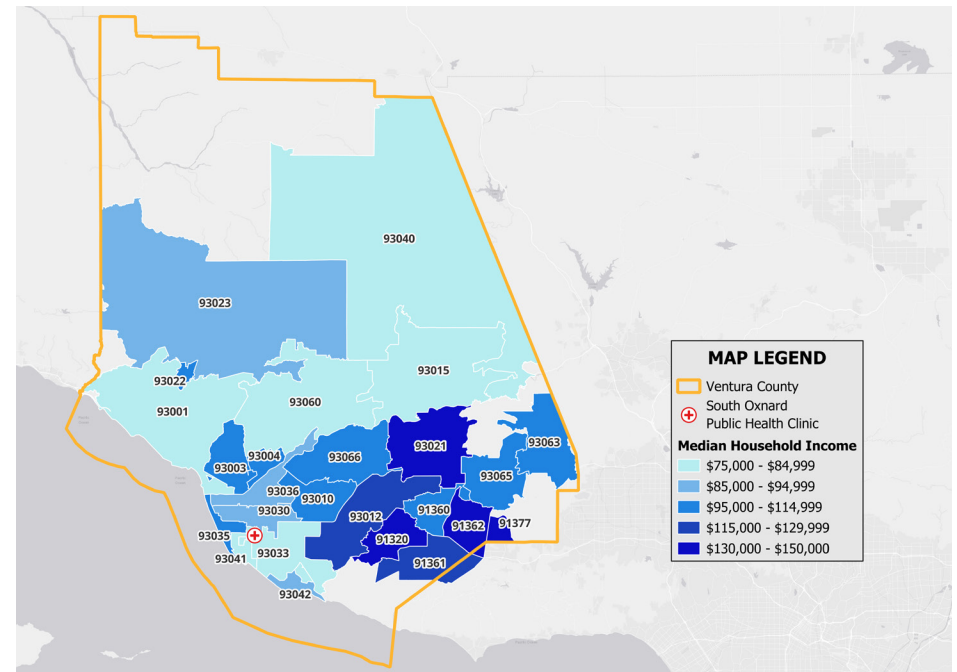 93040
93023
93015
93022
93001
93060
93021
93063
93003
93004
93066
93065
93036
93010
93030
93012
91360
91362
91377
93035
93033
91320
93041
91361
93042
MAP LEGEND
Ventura County
South Oxnard
Public Health Clinic
Median Household Income
$75,000 - $84,999
$85,000 - $94,999
$95,000 - $114,999
$115,000 - $129,999
$130,000 - $150,000